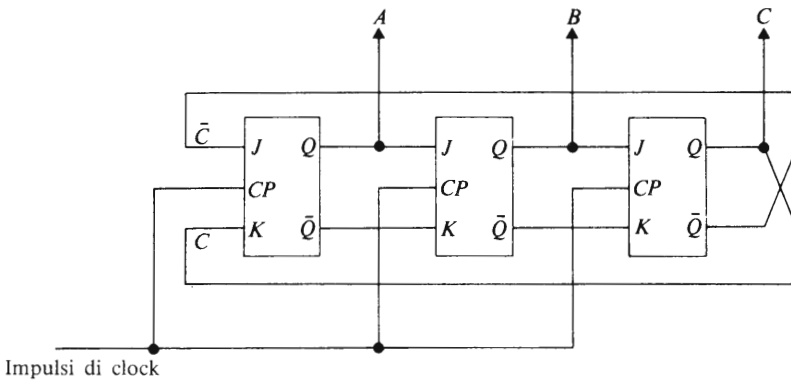 A B C
C̄ J Q J Q J Q
CP CP CP
C K Q̄ K Q̄ K Q̄
Impulsi di clock